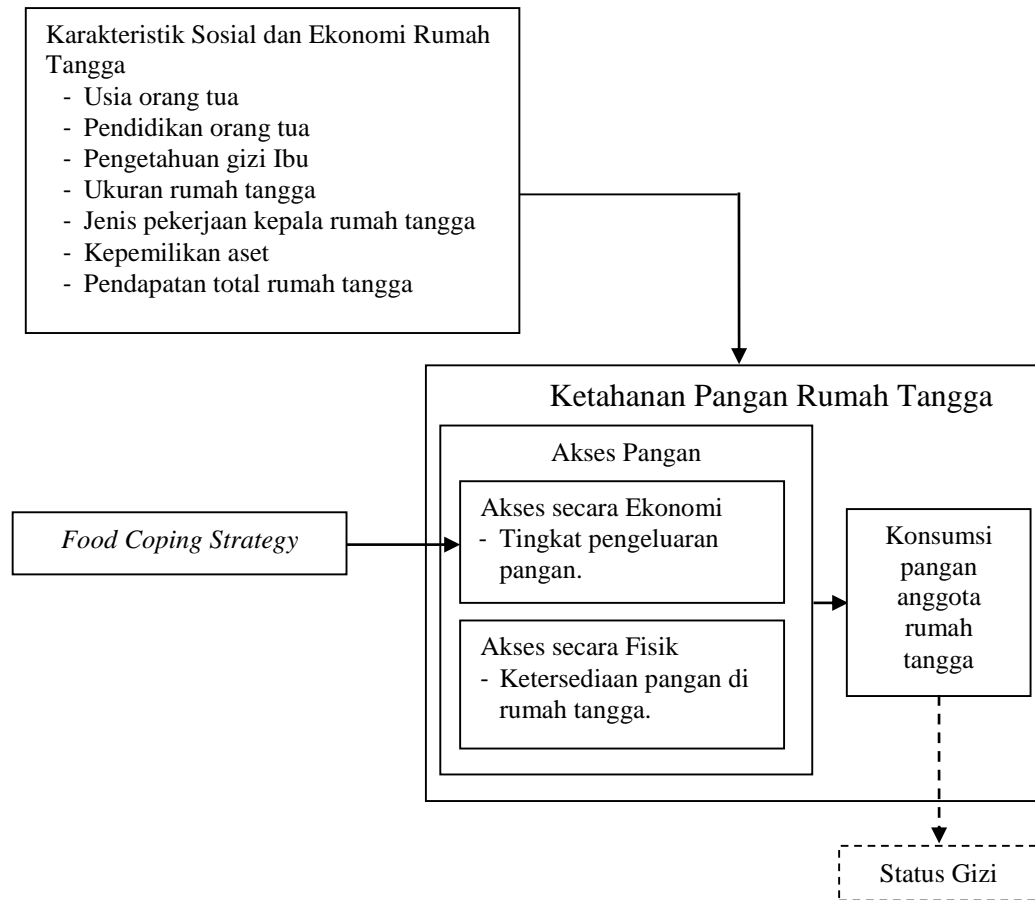 Karakteristik Sosial dan Ekonomi Rumah
Tangga
- Usia orang tua
- Pendidikan orang tua
- Pengetahuan gizi Ibu
- Ukuran rumah tangga
- Jenis pekerjaan kepala rumah tangga
- Kepemilikan aset
- Pendapatan total rumah tangga
Ketahanan Pangan Rumah Tangga
Akses Pangan
Akses secara Ekonomi
- Tingkat pengeluaran
pangan.
Food Coping Strategy
Akses secara Fisik
- Ketersediaan pangan di
rumah tangga.
Konsumsi
pangan
anggota
rumah
tangga
Status Gizi